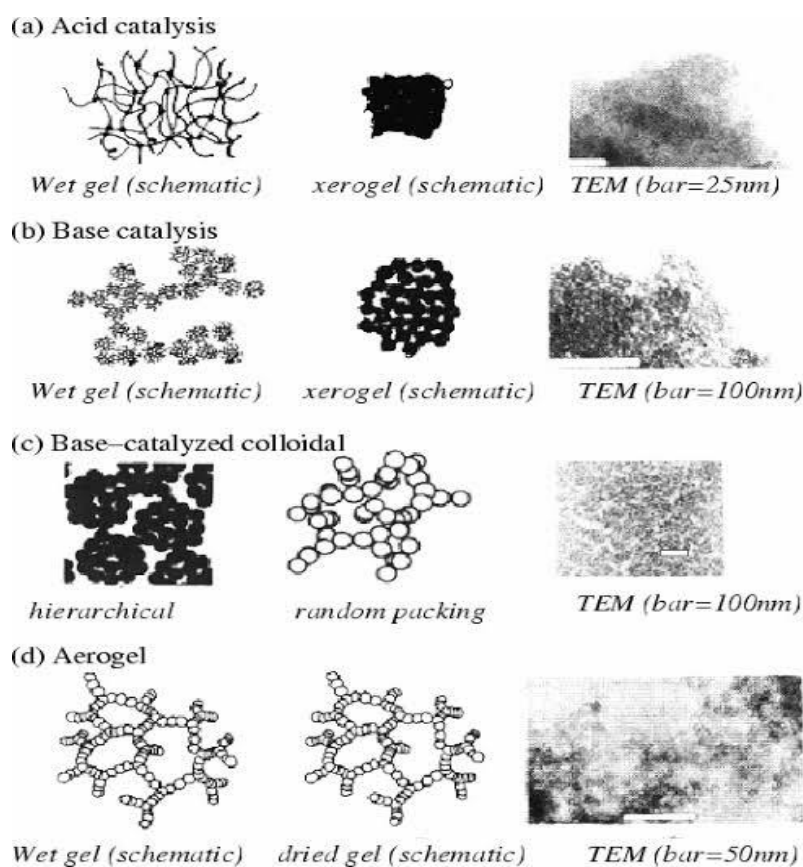 (a) Acid catalysis
Wet gel (schematic) xerogel (schematic) TEM (bar=25nm)
(b) Base catalysis
Wet gel (schematic) xerogel (schematic) TEM (bar=100nm)
(c) Base-catalyzed colloidal
hierarchical random packing TEM (bar=100nm)
(d) Aerogel
Wet gel (schematic) dried gel (schematic) TEM (bar=50nm)